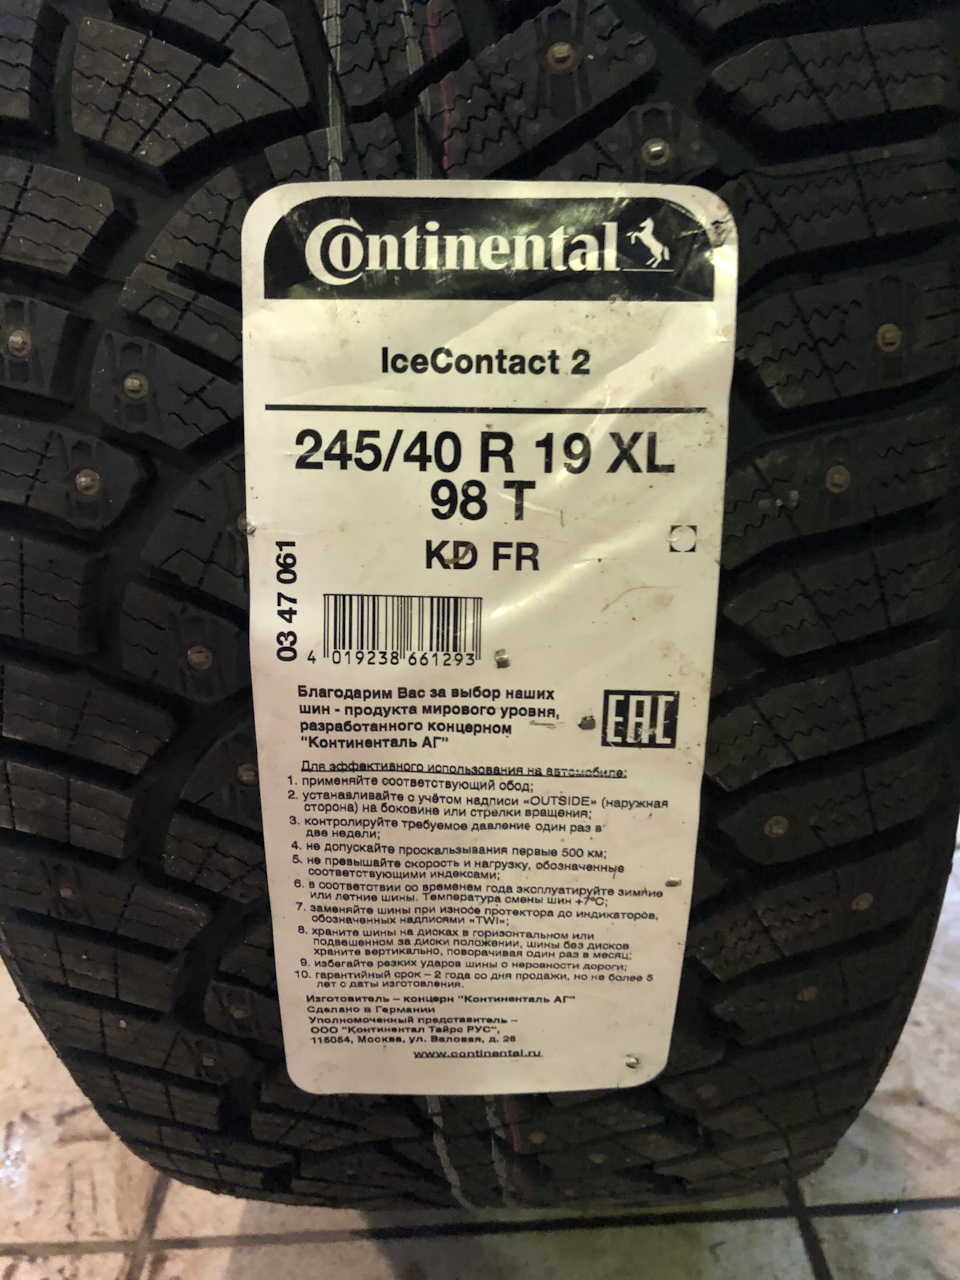 Continental
IceContact 2
245/40 R 19 XL
98 T
KD FR
03 47 061
4 019238 661293
Благодарим Вас за выбор наших
шин - продукта мирового уровня,
разработанного концерном
"Континенталь АГ"
EAC
Для эффективного использования на автомобиле:
1. применяйте соответствующий обод;
2. устанавливайте с учётом надписи «OUTSIDE» (наружная
сторона) на боковине или стрелки вращения;
3. контролируйте требуемое давление один раз в
две недели;
4. не допускайте проскальзывания первые 500 км;
5. не превышайте скорость и нагрузку, обозначенные
соответствующими индексами;
6. в соответствии со временем года эксплуатируйте зимние
или летние шины. Температура смены шин +7°С;
7. заменяйте шины при износе протектора до индикаторов,
обозначенных надписями «TWI»;
8. храните шины на дисках в горизонтальном или
подвешенном за диски положении, шины без дисков
храните вертикально, поворачивая один раз в месяц;
9. избегайте резких ударов шины о неровности дороги;
10. гарантийный срок – 2 года со дня продажи, но не более 5
лет с даты изготовления.
Изготовитель – концерн "Континенталь АГ"
Сделано в Германии
Уполномоченный представитель –
ООО "Континентал Тайрс РУС",
115054, Москва, ул. Валовая, д. 26
www.continental.ru